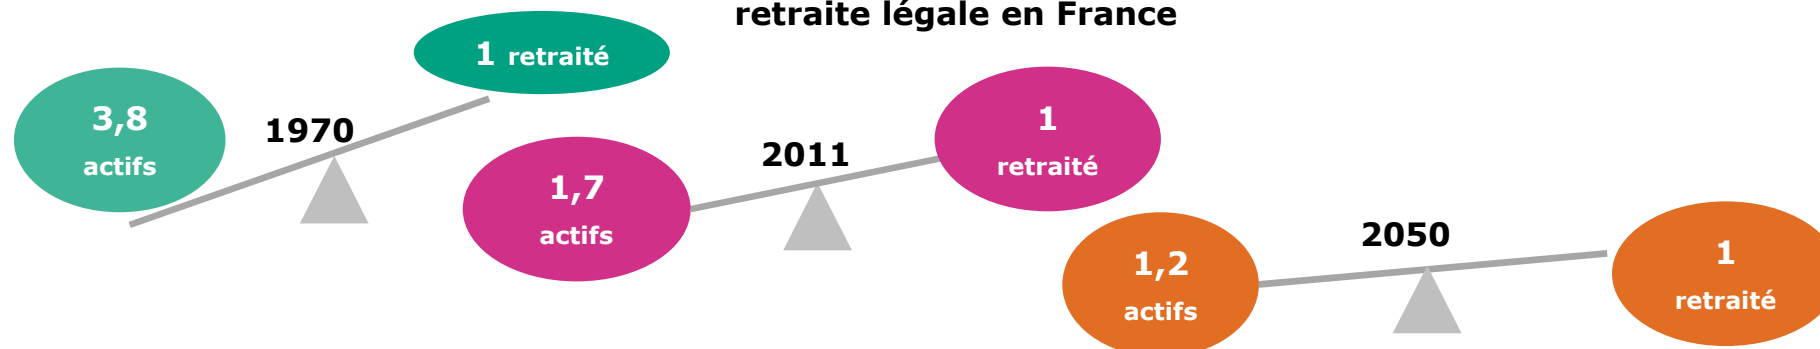 retraite légale en France
3,8
actifs
1970
1 retraité
1,7
actifs
2011
1
retraité
1,2
actifs
2050
1
retraité